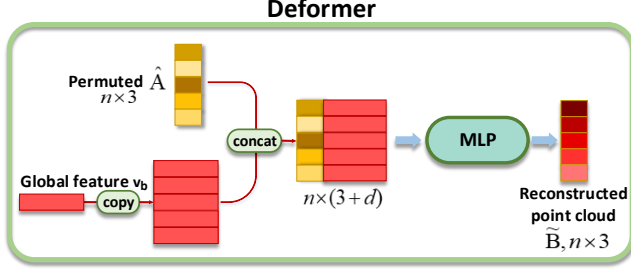 Deformer
Permuted Â
n×3
concat
MLP
Global feature v_b
copy
n×(3+d)
Reconstructed
point cloud
B̃, n×3